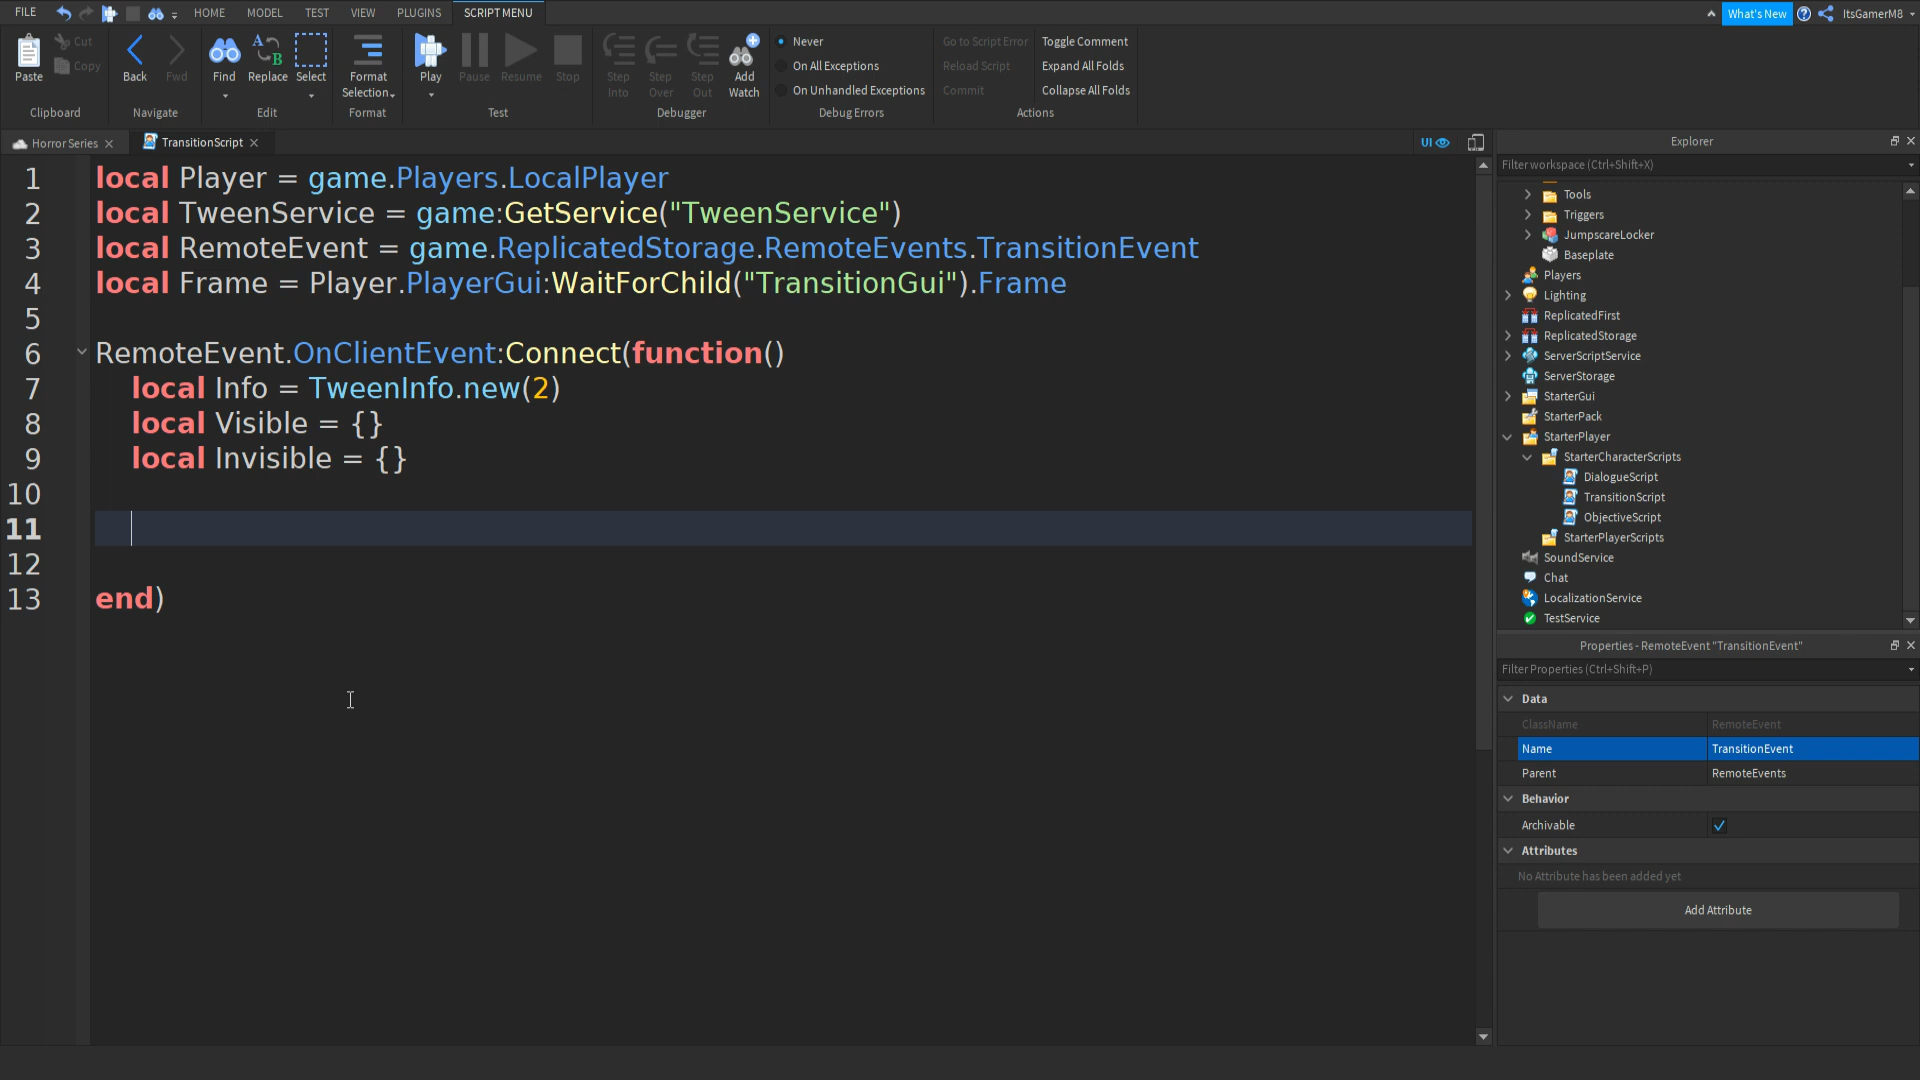 FILE
HOME
MODEL
TEST
VIEW
PLUGINS
SCRIPT MENU
What's New
ItsGamerM8
Paste
Cut
Copy
Clipboard
Back
Fwd
Navigate
Find
Replace
Select
Edit
Format
Selection
Format
Play
Pause
Resume
Stop
Test
Step
Into
Step
Over
Step
Out
Add
Watch
Debugger
Never
On All Exceptions
On Unhandled Exceptions
Debug Errors
Go to Script Error
Reload Script
Commit
Toggle Comment
Expand All Folds
Collapse All Folds
Actions
Horror Series
TransitionScript
UI
1 local Player = game.Players.LocalPlayer
2 local TweenService = game:GetService("TweenService")
3 local RemoteEvent = game.ReplicatedStorage.RemoteEvents.TransitionEvent
4 local Frame = Player.PlayerGui:WaitForChild("TransitionGui").Frame
5
6 RemoteEvent.OnClientEvent:Connect(function()
7 local Info = TweenInfo.new(2)
8 local Visible = {}
9 local Invisible = {}
10
11
12
13 end)
Explorer
Filter workspace (Ctrl+Shift+X)
Tools
Triggers
JumpscareLocker
Baseplate
Players
Lighting
ReplicatedFirst
ReplicatedStorage
ServerScriptService
ServerStorage
StarterGui
StarterPack
StarterPlayer
StarterCharacterScripts
DialogueScript
TransitionScript
ObjectiveScript
StarterPlayerScripts
SoundService
Chat
LocalizationService
TestService
Properties - RemoteEvent "TransitionEvent"
Filter Properties (Ctrl+Shift+P)
Data
ClassName RemoteEvent
Name TransitionEvent
Parent RemoteEvents
Behavior
Archivable
Attributes
No Attribute has been added yet
Add Attribute